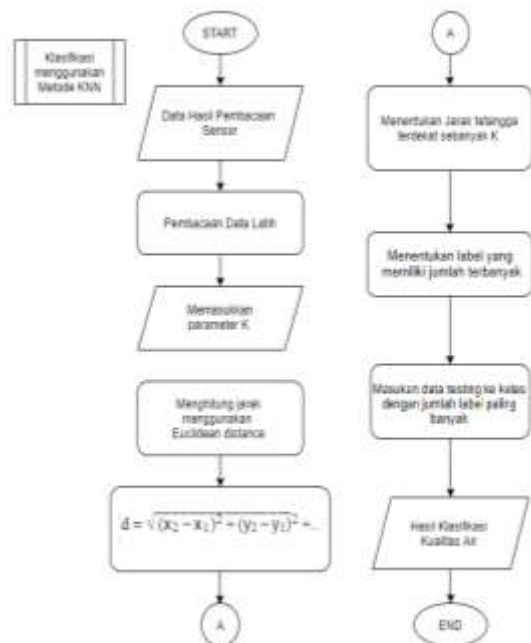 Klasifikasi
menggunakan
Metode KNN
START
Data Hasil Pembacaan
Sensor
Pembacaan Data Latih
Memasukkan
parameter K
Menghitung jarak
menggunakan
Euclidean distance
d = √(x₂ − x₁)² + (y₂ − y₁)² + ..
A
A
Menentukan Jarak tetangga
terdekat sebanyak K
Menentukan label yang
memiliki jumlah terbanyak
Masukan data testing ke kelas
dengan jumlah label paling
banyak
Hasil Klasifikasi
Kualitas Air
END